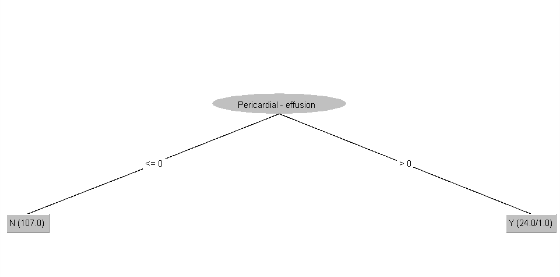 Pericardial - effusion
<= 0
> 0
N (107.0)
Y (24.0/1.0)